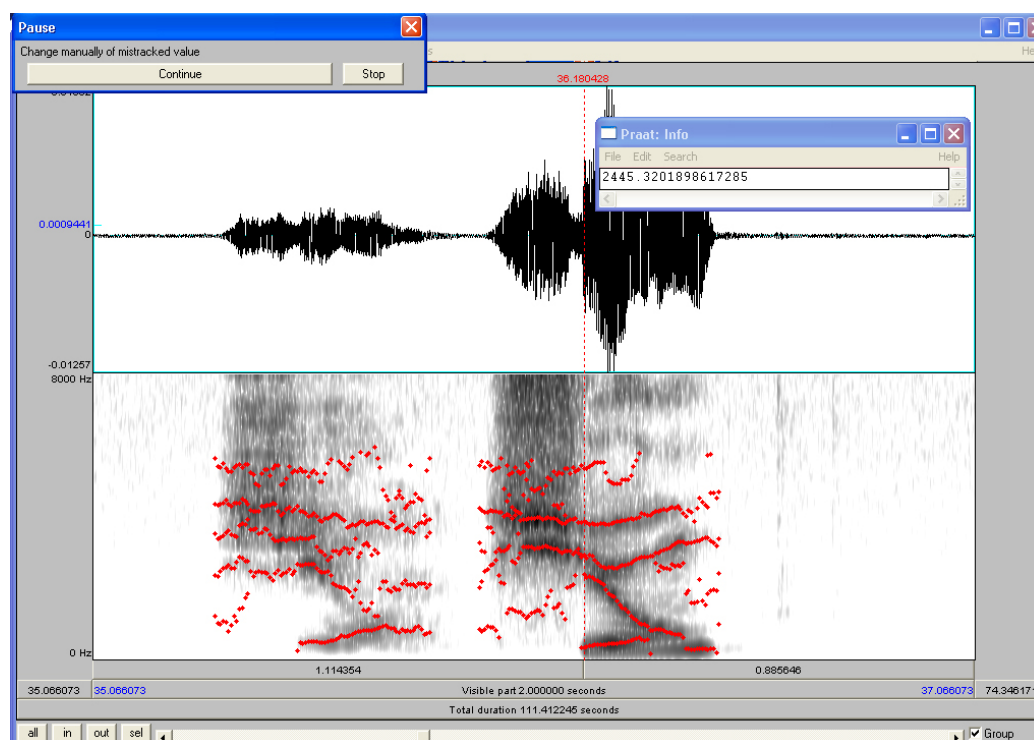 Pause
Change manually of mistracked value
Continue Stop
36.180428
Praat: Info
File Edit Search Help
2445.3201898617285
0.0009441
0
-0.01257
8000 Hz
0 Hz
1.114354 0.885646
35.066073 35.066073 Visible part 2.000000 seconds 37.066073
Total duration 111.412245 seconds
all in out sel Group